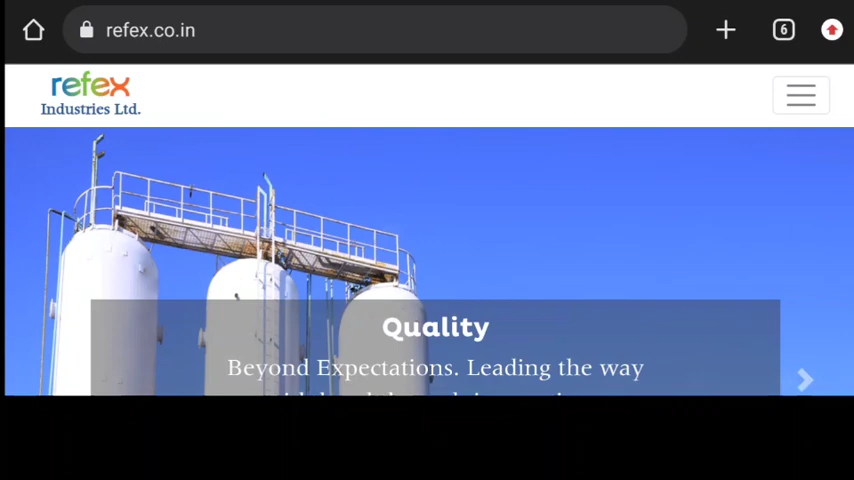 refex.co.in
6
refex
Industries Ltd.
Quality
Beyond Expectations. Leading the way